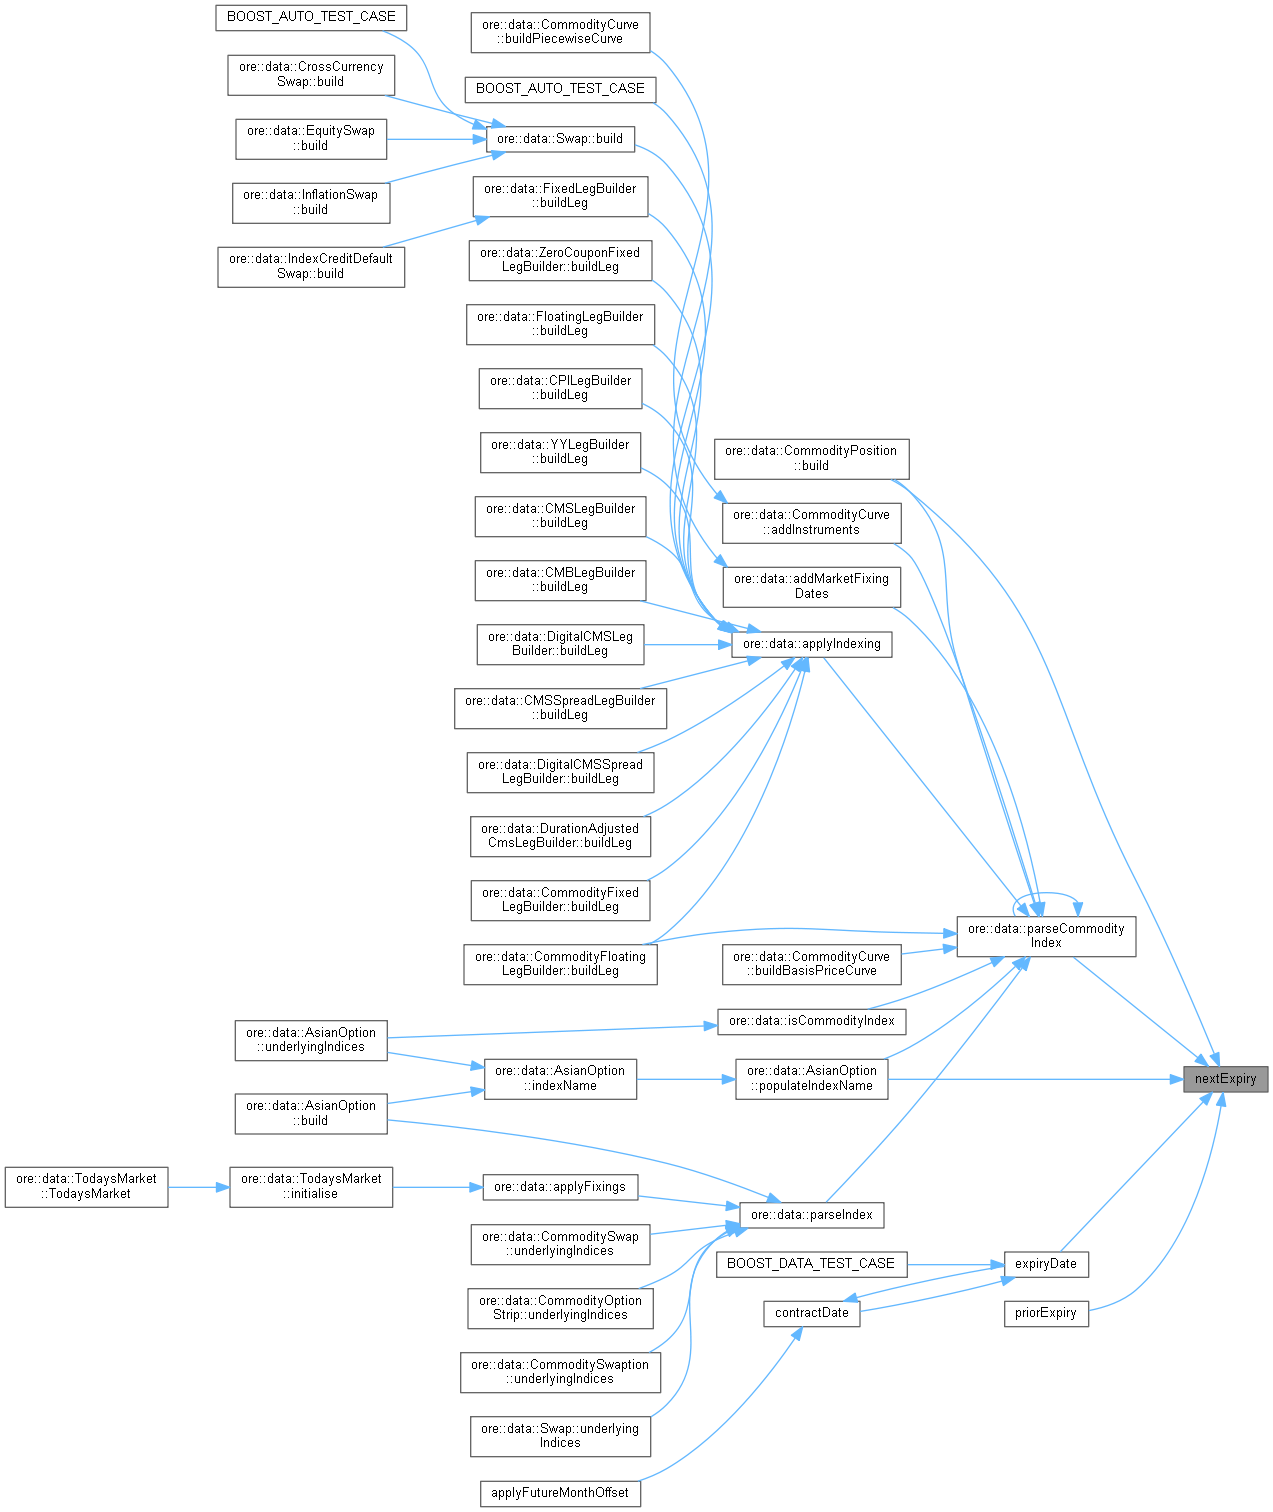 BOOST_AUTO_TEST_CASE
ore::data::CrossCurrency
Swap::build
ore::data::EquitySwap
::build
ore::data::InflationSwap
::build
ore::data::IndexCreditDefault
Swap::build
ore::data::CommodityCurve
::buildPiecewiseCurve
BOOST_AUTO_TEST_CASE
ore::data::Swap::build
ore::data::FixedLegBuilder
::buildLeg
ore::data::ZeroCouponFixed
LegBuilder::buildLeg
ore::data::FloatingLegBuilder
::buildLeg
ore::data::CPILegBuilder
::buildLeg
ore::data::YYLegBuilder
::buildLeg
ore::data::CMSLegBuilder
::buildLeg
ore::data::CMBLegBuilder
::buildLeg
ore::data::DigitalCMSLeg
Builder::buildLeg
ore::data::CMSSpreadLegBuilder
::buildLeg
ore::data::DigitalCMSSpread
LegBuilder::buildLeg
ore::data::DurationAdjusted
CmsLegBuilder::buildLeg
ore::data::CommodityFixed
LegBuilder::buildLeg
ore::data::CommodityFloating
LegBuilder::buildLeg
ore::data::CommodityPosition
::build
ore::data::CommodityCurve
::addInstruments
ore::data::addMarketFixing
Dates
ore::data::applyIndexing
ore::data::parseCommodity
Index
ore::data::CommodityCurve
::buildBasisPriceCurve
ore::data::isCommodityIndex
ore::data::AsianOption
::underlyingIndices
ore::data::AsianOption
::indexName
ore::data::AsianOption
::populateIndexName
nextExpiry
ore::data::AsianOption
::build
ore::data::TodaysMarket
::TodaysMarket
ore::data::TodaysMarket
::initialise
ore::data::applyFixings
ore::data::parseIndex
ore::data::CommoditySwap
::underlyingIndices
ore::data::CommodityOption
Strip::underlyingIndices
ore::data::CommoditySwaption
::underlyingIndices
ore::data::Swap::underlying
Indices
BOOST_DATA_TEST_CASE
expiryDate
contractDate
priorExpiry
applyFutureMonthOffset